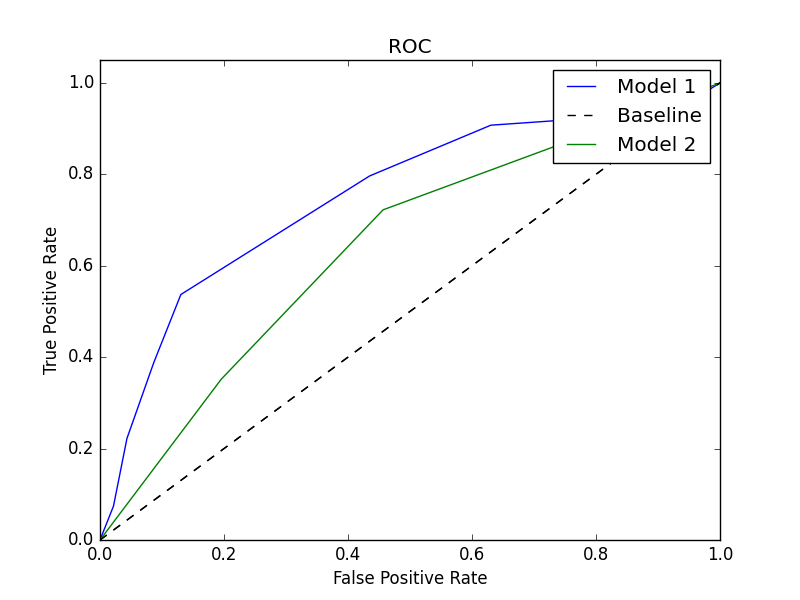 ROC
Model 1
Baseline
Model 2
True Positive Rate
1.0
0.8
0.6
0.4
0.2
0.0
0.0 0.2 0.4 0.6 0.8 1.0
False Positive Rate